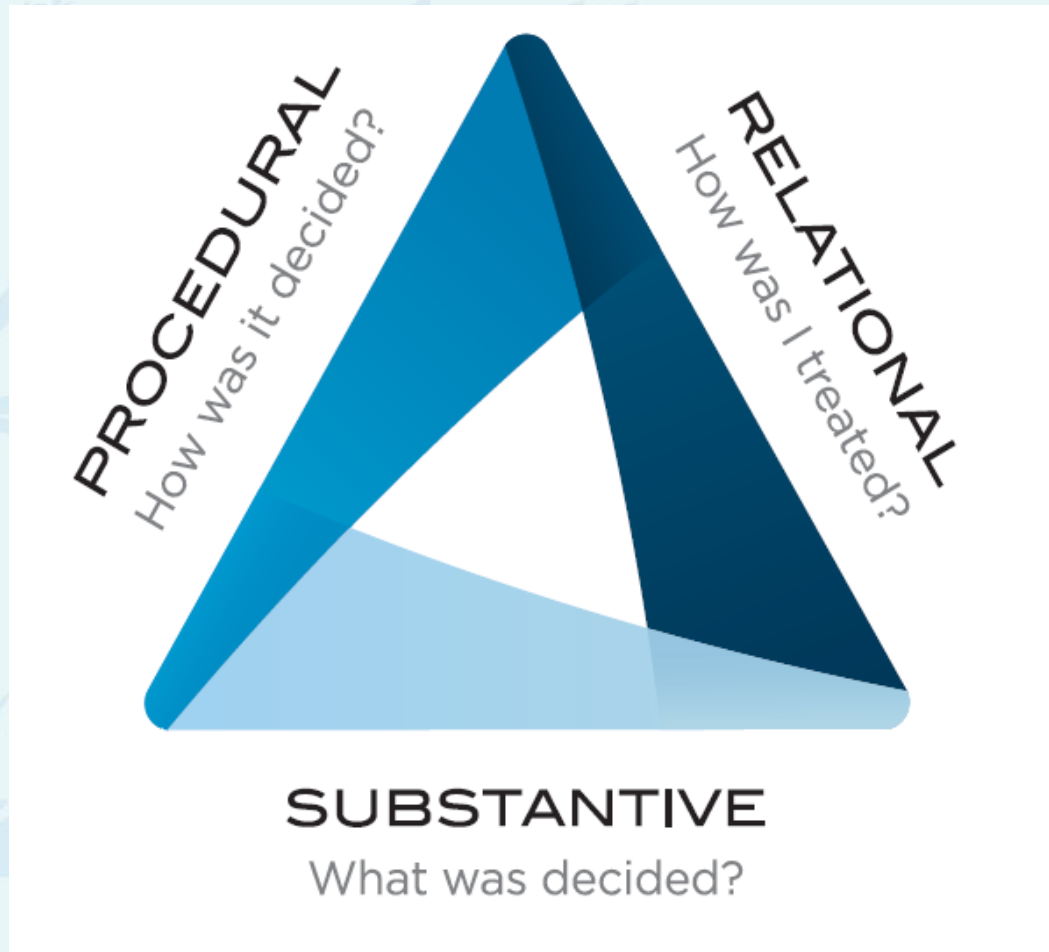 PROCEDURAL
How was it decided?
RELATIONAL
How was I treated?
SUBSTANTIVE
What was decided?